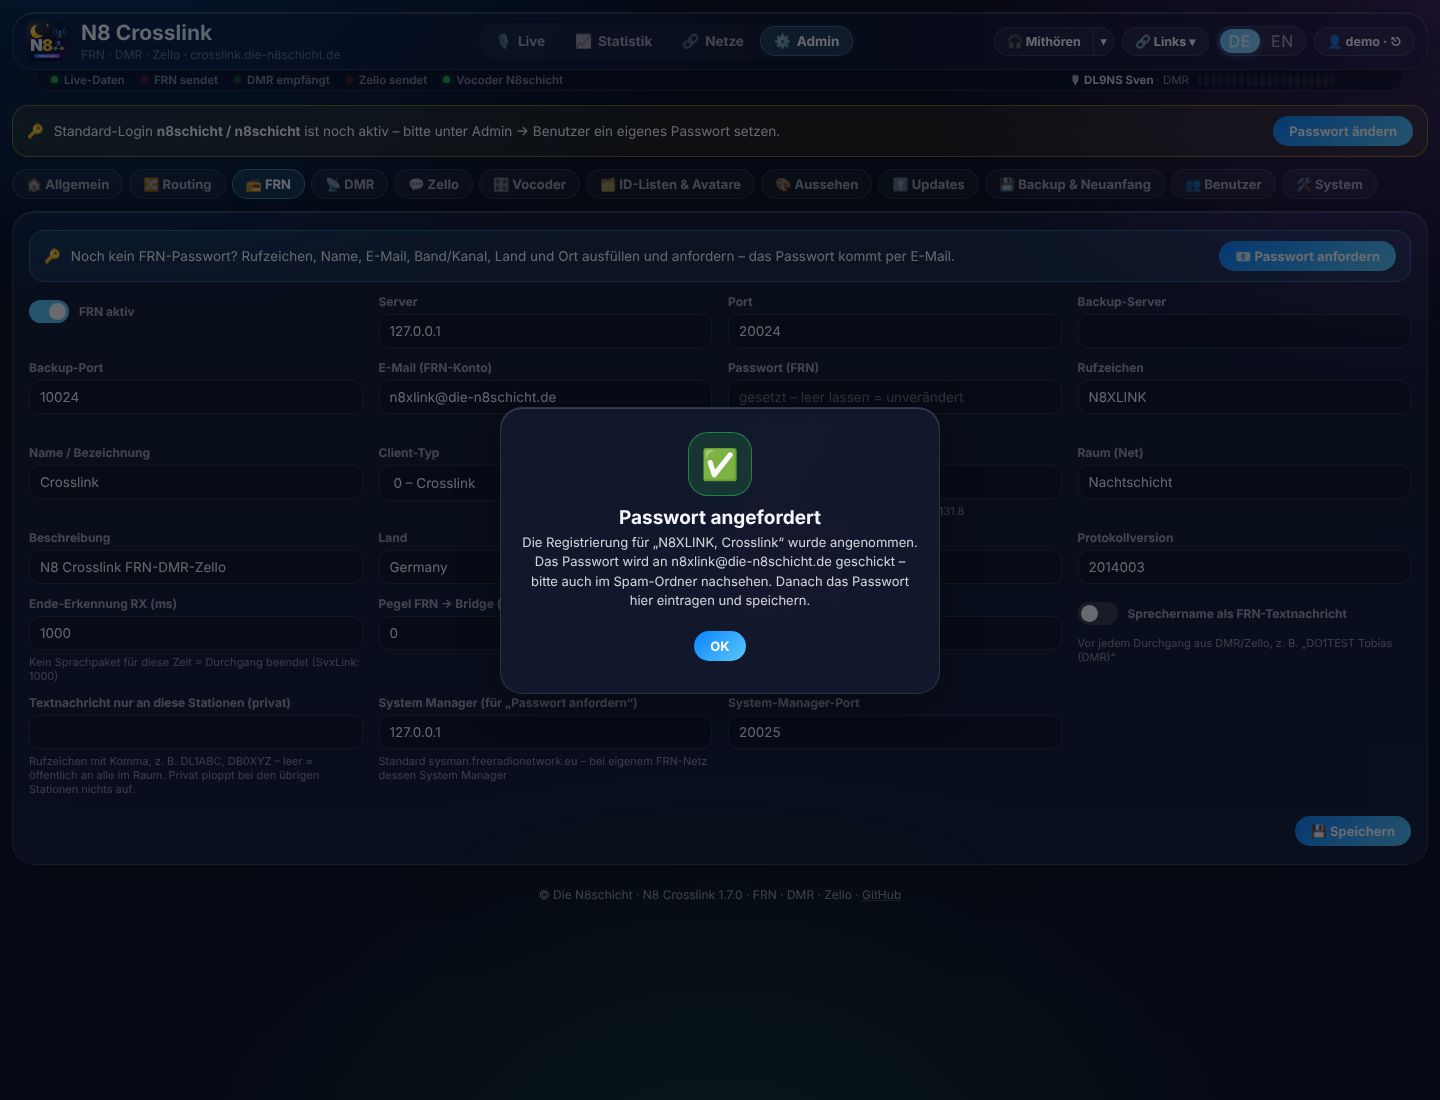 N8 Crosslink
FRN · DMR · Zello · crosslink.die-n8schicht.de
Live
Statistik
Netze
Admin
Mithören
Links
DE EN
demo ·
Live-Daten
FRN sendet
DMR empfängt
Zello sendet
Vocoder N8schicht
DL9NS Sven · DMR
Standard-Login n8schicht / n8schicht ist noch aktiv – bitte unter Admin → Benutzer ein eigenes Passwort setzen.
Passwort ändern
Allgemein
Routing
FRN
DMR
Zello
Vocoder
ID-Listen & Avatare
Aussehen
Updates
Backup & Neuanfang
Benutzer
System
Noch kein FRN-Passwort? Rufzeichen, Name, E-Mail, Band/Kanal, Land und Ort ausfüllen und anfordern – das Passwort kommt per E-Mail.
Passwort anfordern
FRN aktiv
Server
127.0.0.1
Port
20024
Backup-Server
Backup-Port
10024
E-Mail (FRN-Konto)
n8xlink@die-n8schicht.de
Passwort (FRN)
gesetzt – leer lassen = unverändert
Rufzeichen
N8XLINK
Name / Bezeichnung
Crosslink
Client-Typ
0 – Crosslink
131.8
Raum (Net)
Nachtschicht
Beschreibung
N8 Crosslink FRN-DMR-Zello
Land
Germany
Protokollversion
2014003
Ende-Erkennung RX (ms)
1000
Kein Sprachpaket für diese Zeit = Durchgang beendet (SvxLink:
1000)
Pegel FRN → Bridge (
0
Sprechername als FRN-Textnachricht
Vor jedem Durchgang aus DMR/Zello, z. B. „DO1TEST Tobias
(DMR)“
Textnachricht nur an diese Stationen (privat)
Rufzeichen mit Komma, z. B. DL1ABC, DB0XYZ – leer =
öffentlich an alle im Raum. Privat ploppt bei den übrigen
Stationen nichts auf.
System Manager (für „Passwort anfordern“)
127.0.0.1
Standard sysman.freeradionetwork.eu – bei eigenem FRN-Netz
dessen System Manager
System-Manager-Port
20025
Passwort angefordert
Die Registrierung für „N8XLINK, Crosslink“ wurde angenommen.
Das Passwort wird an n8xlink@die-n8schicht.de geschickt –
bitte auch im Spam-Ordner nachsehen. Danach das Passwort
hier eintragen und speichern.
OK
Speichern
© Die N8schicht · N8 Crosslink 1.7.0 · FRN · DMR · Zello · GitHub